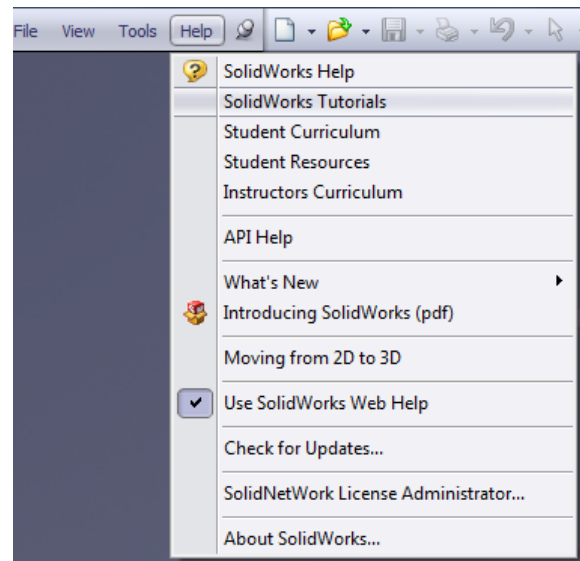 File View Tools Help
SolidWorks Help
SolidWorks Tutorials
Student Curriculum
Student Resources
Instructors Curriculum
API Help
What's New
Introducing SolidWorks (pdf)
Moving from 2D to 3D
Use SolidWorks Web Help
Check for Updates...
SolidNetWork License Administrator...
About SolidWorks...